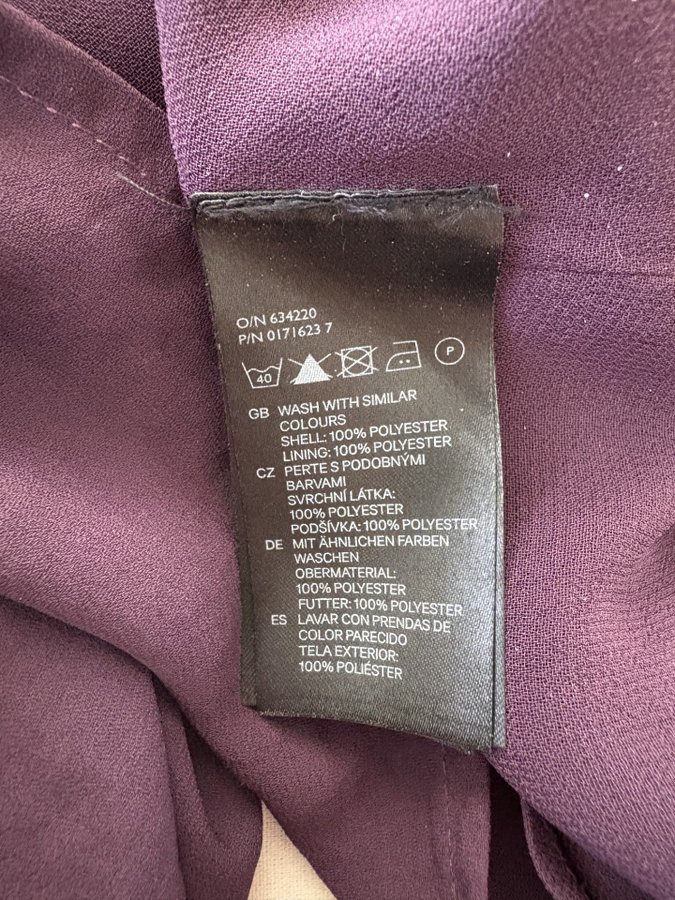 O/N 634220
P/N 0171623 7
40 P
GB WASH WITH SIMILAR
COLOURS
SHELL: 100% POLYESTER
LINING: 100% POLYESTER
CZ PERTE S PODOBNÝMI
BARVAMI
SVRCHNÍ LÁTKA:
100% POLYESTER
PODŠÍVKA: 100% POLYESTER
DE MIT ÄHNLICHEN FARBEN
WASCHEN
OBERMATERIAL:
100% POLYESTER
FUTTER: 100% POLYESTER
ES LAVAR CON PRENDAS DE
COLOR PARECIDO
TELA EXTERIOR:
100% POLIÉSTER